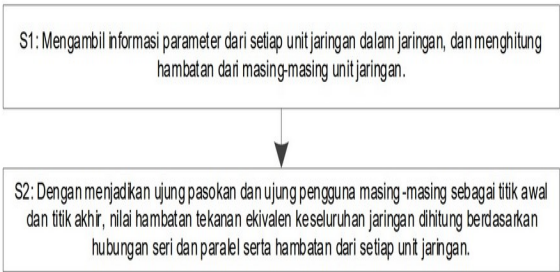 S1: Mengambil informasi parameter dari setiap unit jaringan dalam jaringan, dan menghitung
hambatan dari masing-masing unit jaringan.
S2: Dengan menjadikan ujung pasokan dan ujung pengguna masing-masing sebagai titik awal
dan titik akhir, nilai hambatan tekanan ekivalen keseluruhan jaringan dihitung berdasarkan
hubungan seri dan paralel serta hambatan dari setiap unit jaringan.